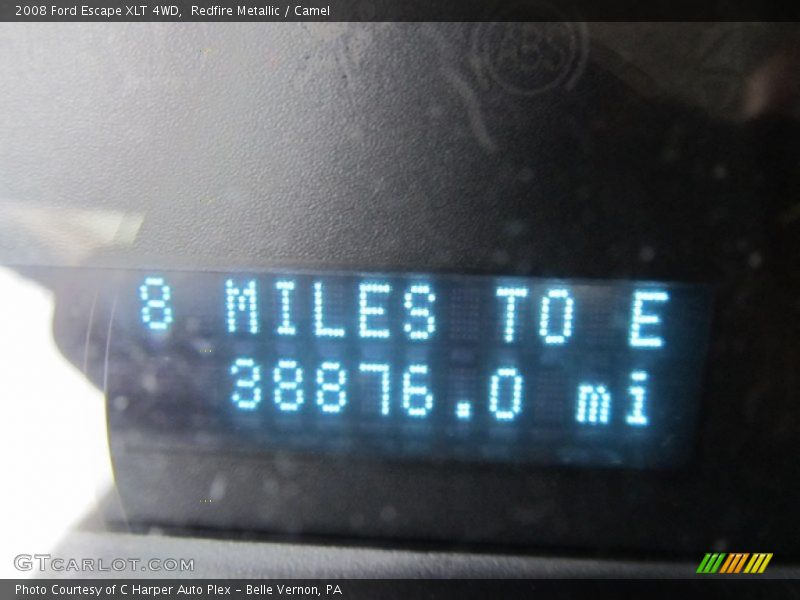 2008 Ford Escape XLT 4WD, Redfire Metallic / Camel
ABS
8 MILES TO E
38876.0 mi
GTCARLOT.COM
Photo Courtesy of C Harper Auto Plex - Belle Vernon, PA